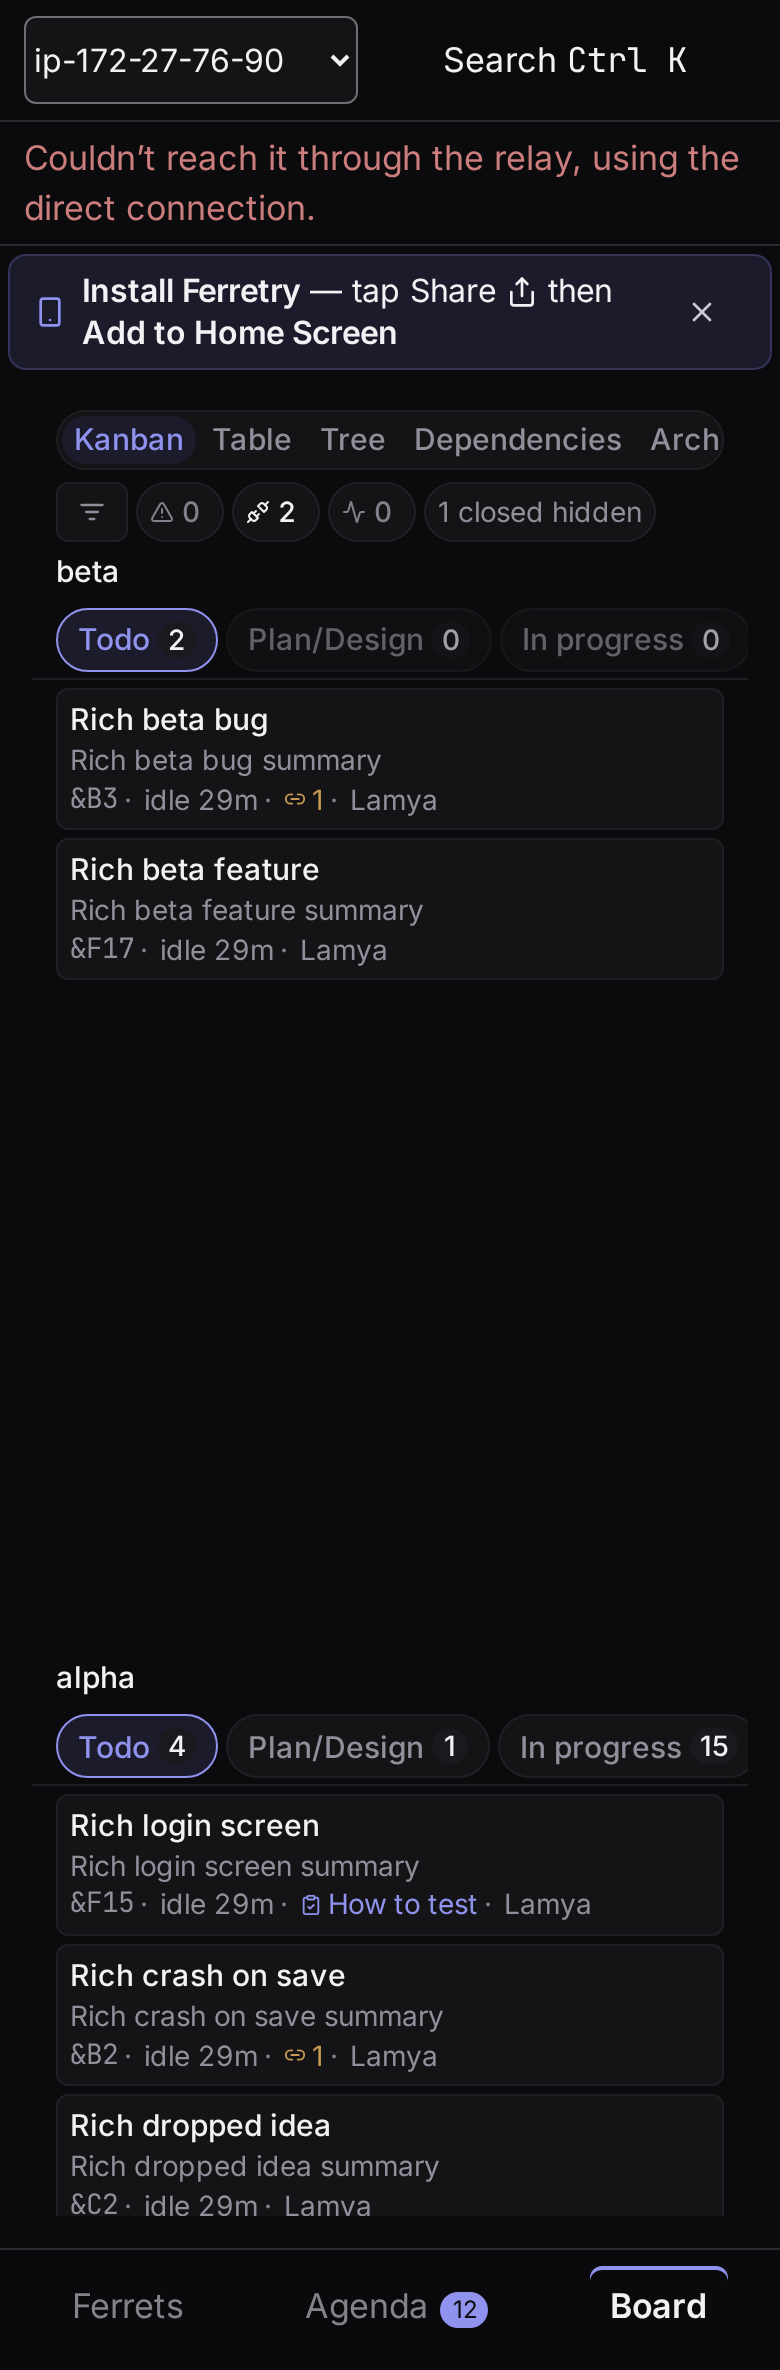 ip-172-27-76-90
Search Ctrl K
Couldn’t reach it through the relay, using the
direct connection.
Install Ferretry — tap Share then
Add to Home Screen
Kanban Table Tree Dependencies Arch
0 2 0 1 closed hidden
beta
Todo 2 Plan/Design 0 In progress 0
Rich beta bug
Rich beta bug summary
&B3 · idle 29m · 1 · Lamya
Rich beta feature
Rich beta feature summary
&F17 · idle 29m · Lamya
alpha
Todo 4 Plan/Design 1 In progress 15
Rich login screen
Rich login screen summary
&F15 · idle 29m · How to test · Lamya
Rich crash on save
Rich crash on save summary
&B2 · idle 29m · 1 · Lamya
Rich dropped idea
Rich dropped idea summary
&C2 · idle 29m · Lamya
Ferrets Agenda 12 Board